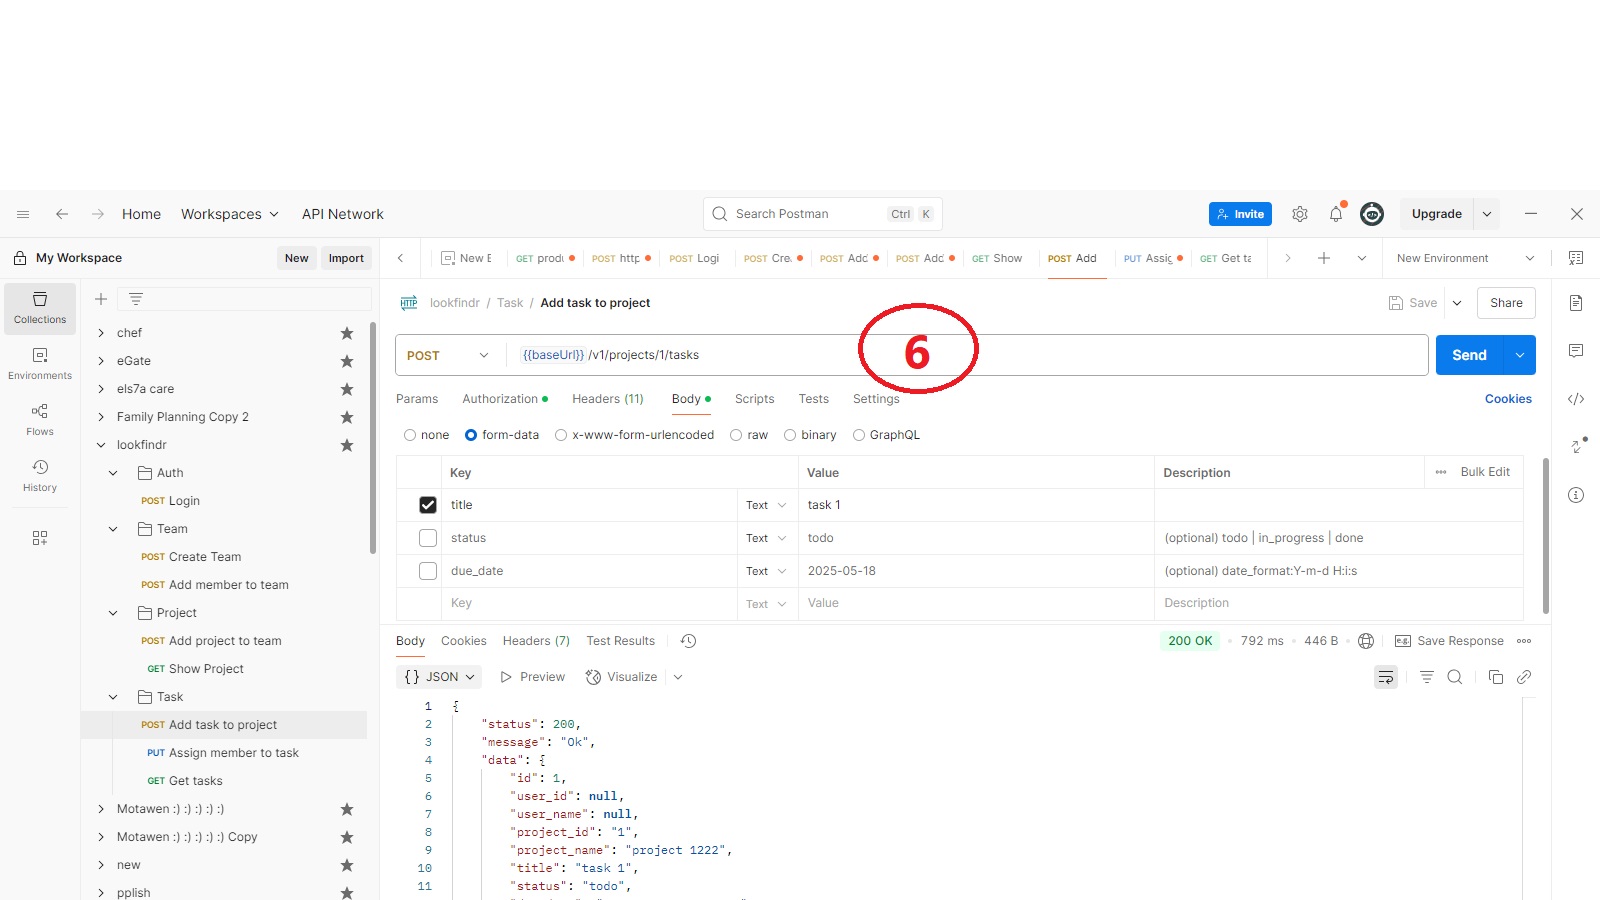 Home Workspaces API Network Search Postman Ctrl K Invite Upgrade
My Workspace New Import
New E GET produ POST http POST Logi POST Cre. POST Add POST Add GET Show POST Add PUT Assig GET Get ta New Environment
Collections
Environments
Flows
History
chef
eGate
els7a care
Family Planning Copy 2
lookfindr
Auth
POST Login
Team
POST Create Team
POST Add member to team
Project
POST Add project to team
GET Show Project
Task
POST Add task to project
PUT Assign member to task
GET Get tasks
Motawen :) :) :) :) :)
Motawen :) :) :) :) :) Copy
new
pplish
HTTP lookfindr / Task / Add task to project Save Share
POST {{baseUrl}} /v1/projects/1/tasks 6 Send
Params Authorization Headers (11) Body Scripts Tests Settings Cookies
none form-data x-www-form-urlencoded raw binary GraphQL
Key Value Description Bulk Edit
title Text task 1
status Text todo (optional) todo | in_progress | done
due_date Text 2025-05-18 (optional) date_format:Y-m-d H:i:s
Key Text Value Description
Body Cookies Headers (7) Test Results 200 OK 792 ms 446 B e.g. Save Response
{} JSON Preview Visualize
1 {
2 "status": 200,
3 "message": "Ok",
4 "data": {
5 "id": 1,
6 "user_id": null,
7 "user_name": null,
8 "project_id": "1",
9 "project_name": "project 1222",
10 "title": "task 1",
11 "status": "todo",